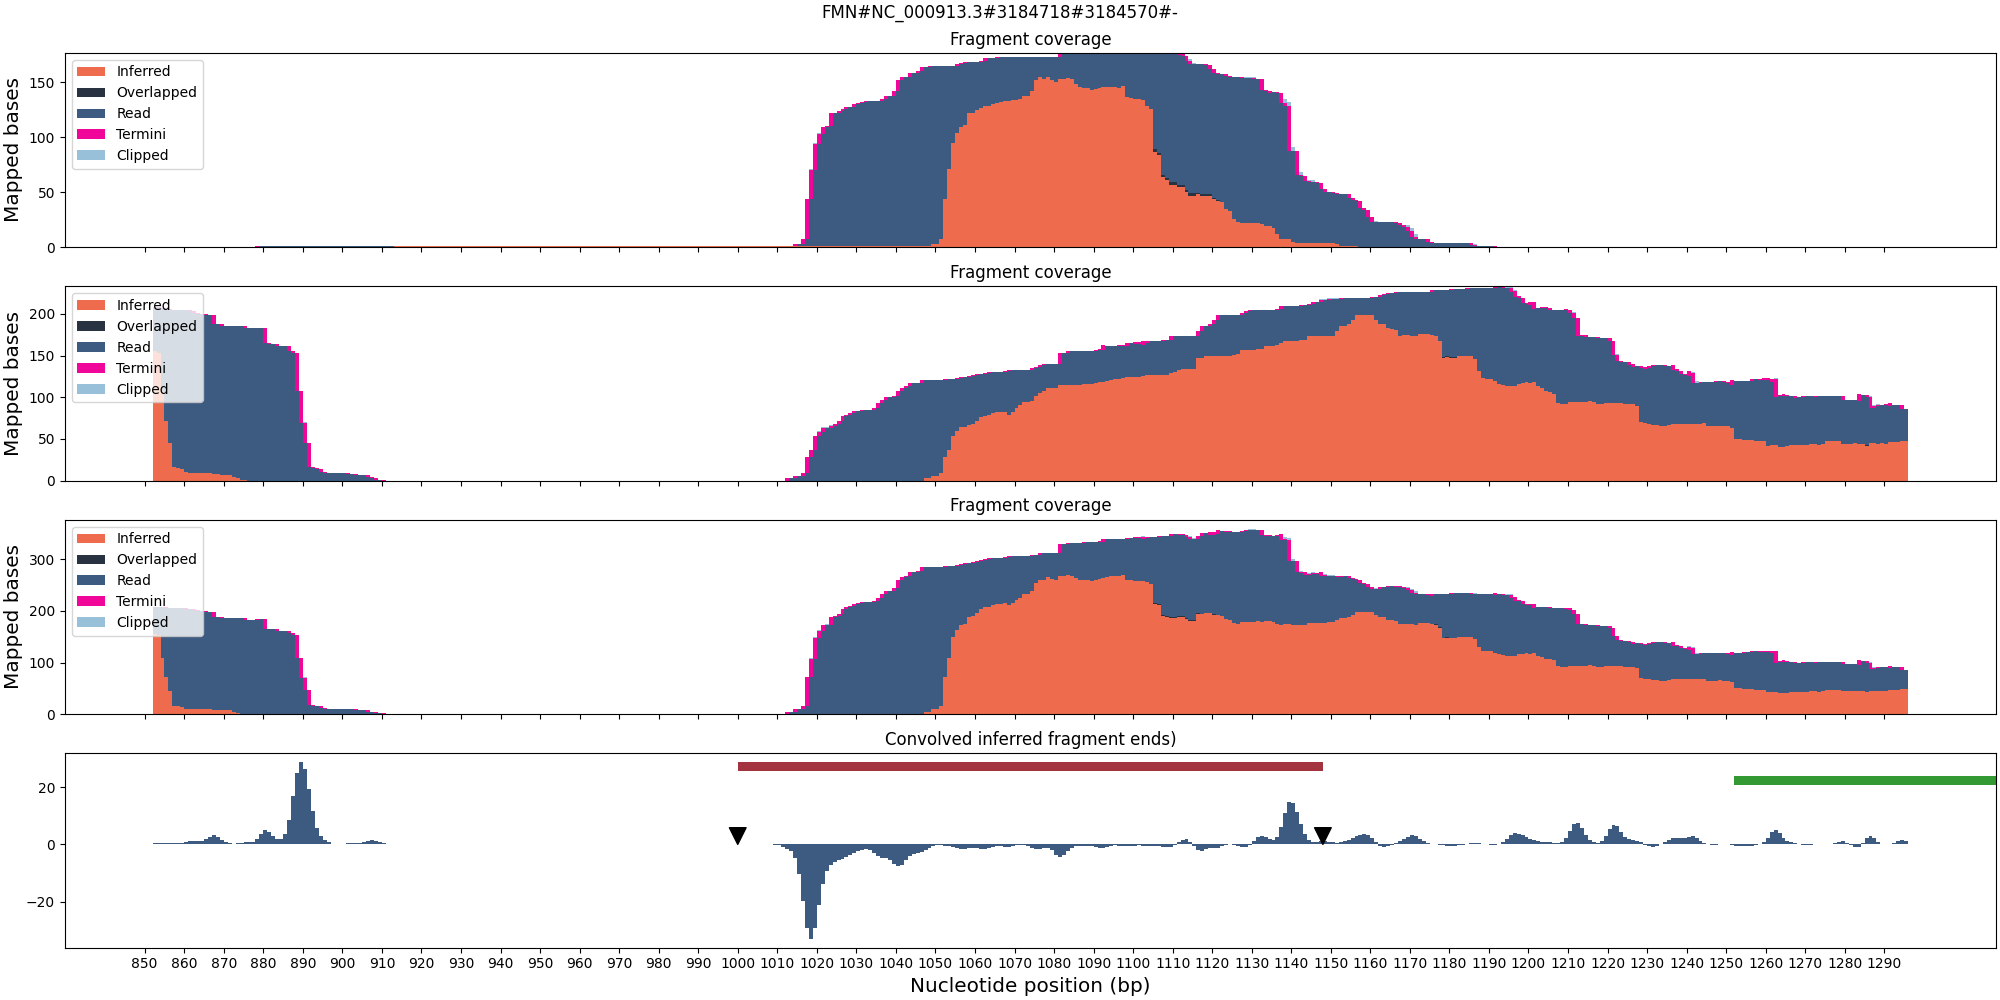 FMN#NC_000913.3#3184718#3184570#-
Fragment coverage
Mapped bases
150
100
50
0
Inferred
Overlapped
Read
Termini
Clipped
Fragment coverage
Mapped bases
200
150
100
50
0
Inferred
Overlapped
Read
Termini
Clipped
Fragment coverage
Mapped bases
300
200
100
0
Inferred
Overlapped
Read
Termini
Clipped
Convolved inferred fragment ends)
20
0
−20
850 860 870 880 890 900 910 920 930 940 950 960 970 980 990 1000 1010 1020 1030 1040 1050 1060 1070 1080 1090 1100 1110 1120 1130 1140 1150 1160 1170 1180 1190 1200 1210 1220 1230 1240 1250 1260 1270 1280 1290
Nucleotide position (bp)